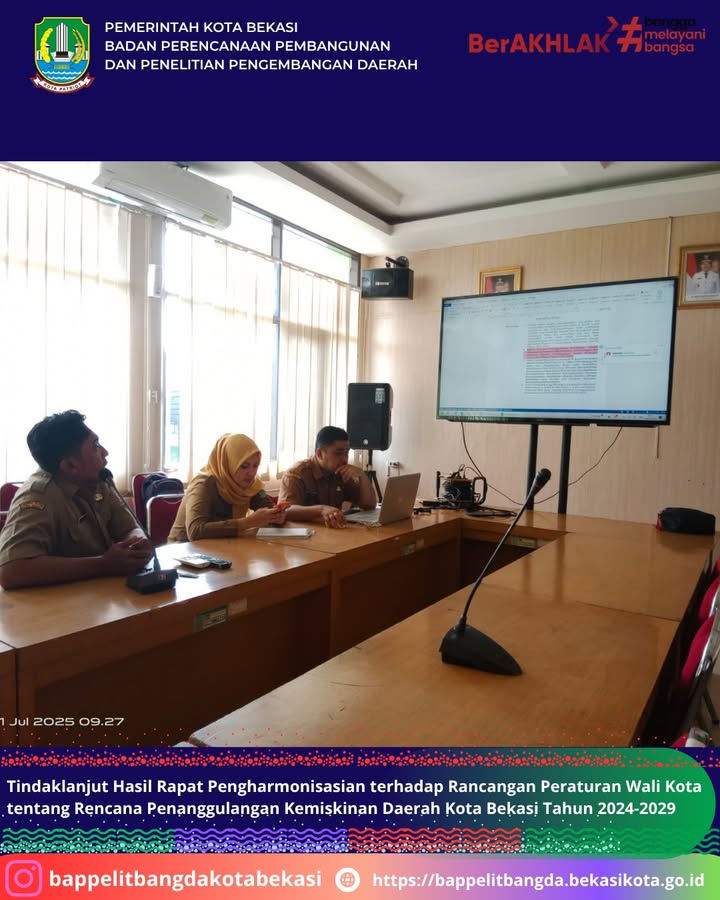 PEMERINTAH KOTA BEKASI
BADAN PERENCANAAN PEMBANGUNAN
DAN PENELITIAN PENGEMBANGAN DAERAH
KOTA PATRIOT
BerAKHLAK
#bangga
melayani
bangsa
1 Jul 2025 09.27
Tindaklanjut Hasil Rapat Pengharmonisasian terhadap Rancangan Peraturan Wali Kota
tentang Rencana Penanggulangan Kemiskinan Daerah Kota Bekasi Tahun 2024-2029
bappelitbangdakotabekasi
https://bappelitbangda.bekasikota.go.id